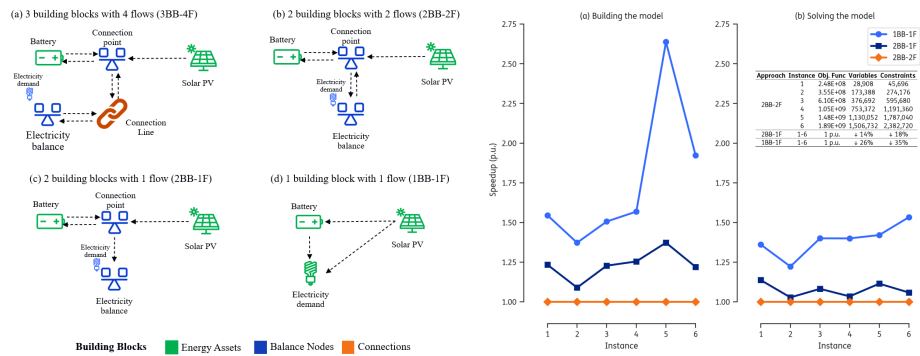 (a) 3 building blocks with 4 flows (3BB-4F)
Battery
Connection
point
Solar PV
Electricity
demand
Electricity
balance
Connection
Line
(b) 2 building blocks with 2 flows (2BB-2F)
Battery
Connection
point
Solar PV
Electricity
demand
Electricity
balance
(c) 2 building blocks with 1 flow (2BB-1F)
Battery
Connection
point
Solar PV
Electricity
demand
Electricity
balance
(d) 1 building block with 1 flow (1BB-1F)
Battery
Solar PV
Electricity
demand
Building Blocks
Energy Assets
Balance Nodes
Connections
(a) Building the model
Speedup (p.u.)
2.75
2.50
2.25
2.00
1.75
1.50
1.25
1.00
1 2 3 4 5 6
Instance
(b) Solving the model
1BB-1F
2BB-1F
2BB-2F
Approach Instance Obj. Func Variables Constraints
2BB-2F
1 2.48E+08 28,908 45,696
2 3.55E+08 173,388 274,176
3 6.10E+08 376,692 595,680
4 1.05E+09 753,372 1,191,360
5 1.48E+09 1,130,052 1,787,040
6 1.89E+09 1,506,732 2,382,720
2BB-1F 1-6 1 p.u. ↓ 14% ↓ 18%
1BB-1F 1-6 1 p.u. ↓ 26% ↓ 35%
2.75
2.50
2.25
2.00
1.75
1.50
1.25
1.00
1 2 3 4 5 6
Instance